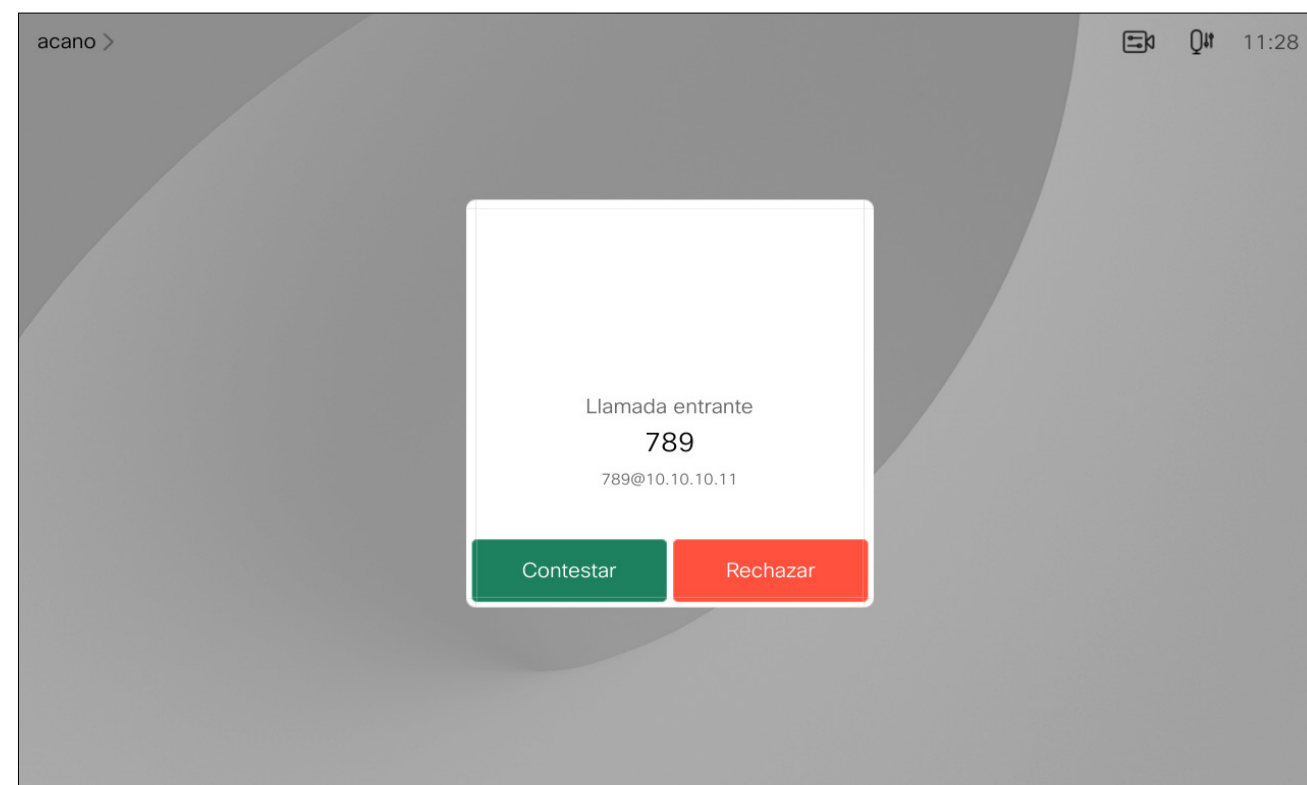 acano
11:28
Llamada entrante
789
789@10.10.10.11
Contestar
Rechazar